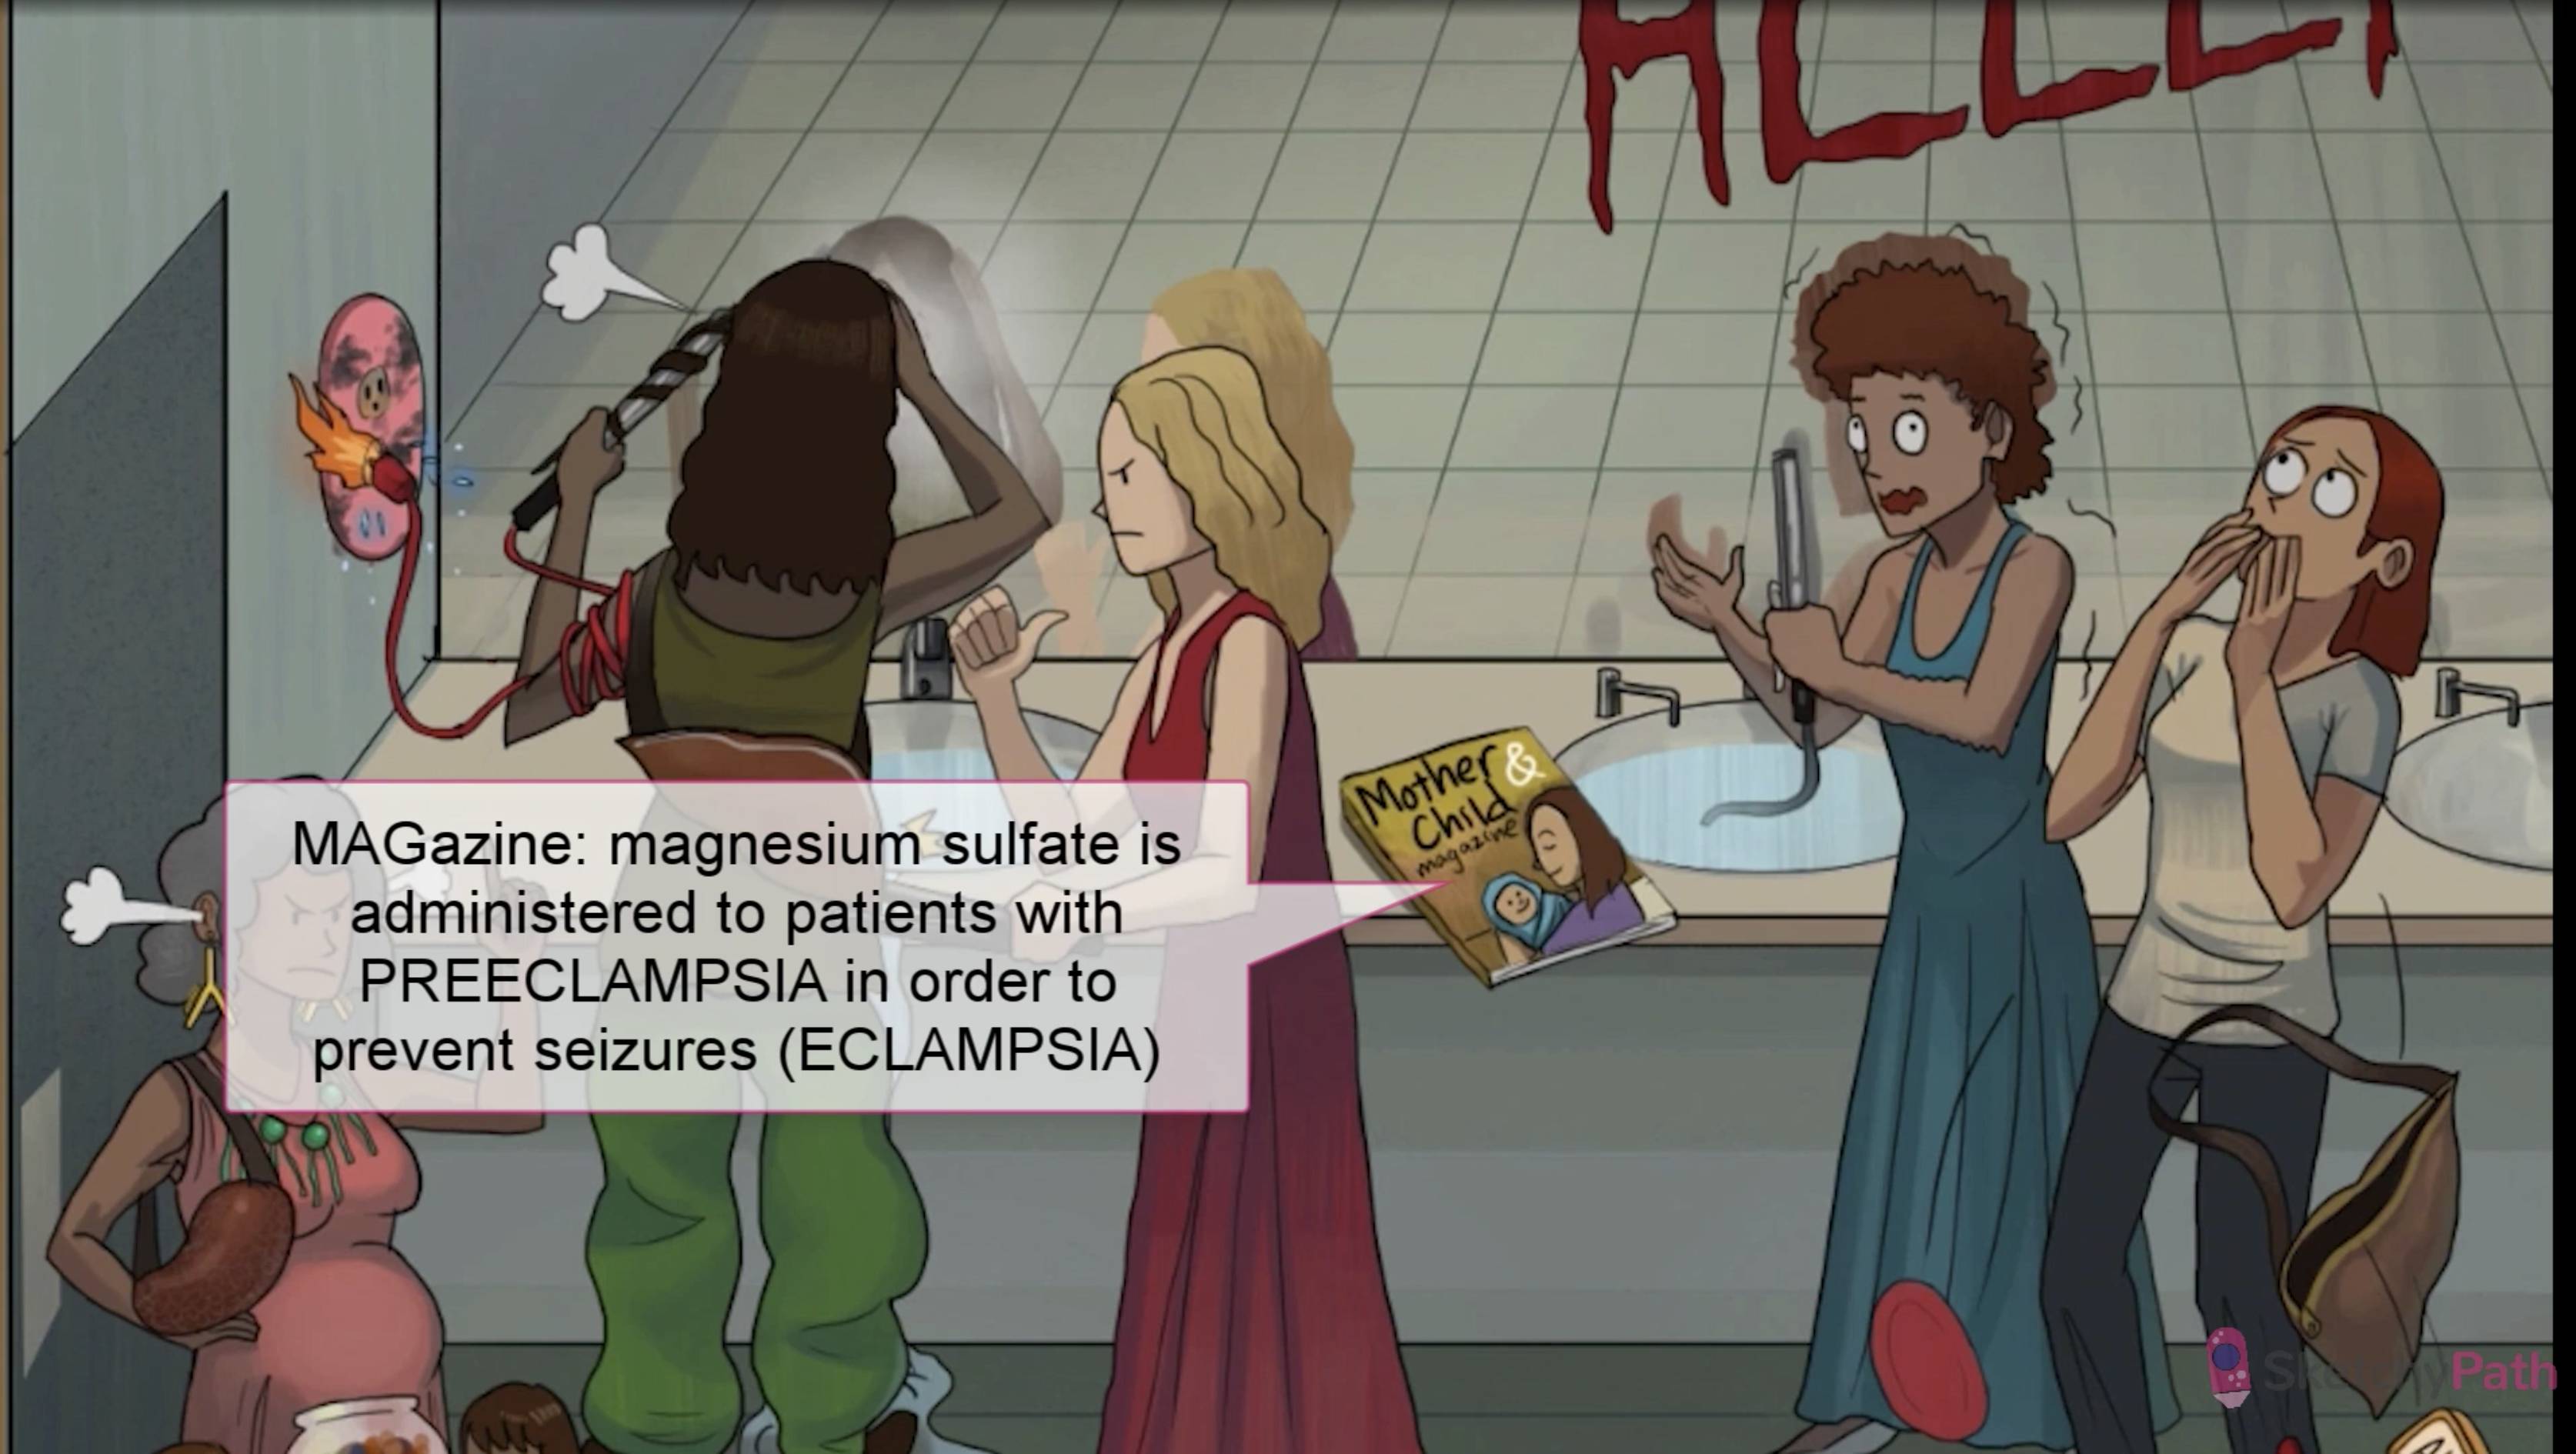 HELLP
MAGazine: magnesium sulfate is
administered to patients with
PREECLAMPSIA in order to
prevent seizures (ECLAMPSIA)
Mother &
Child
magazine
SketchyPath